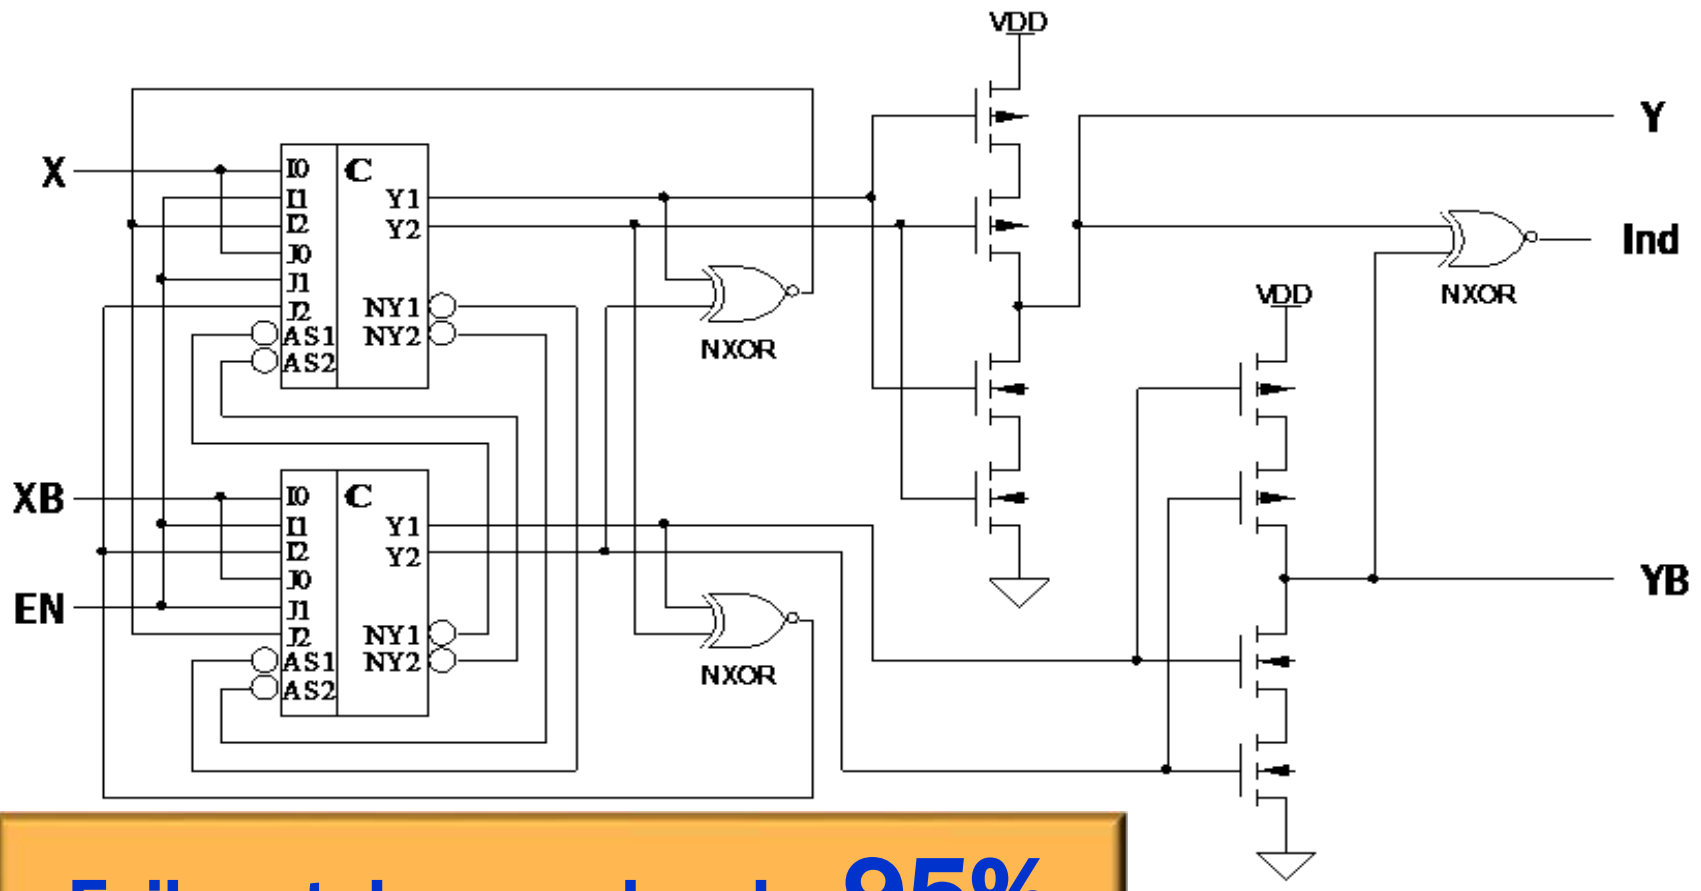 VDD
Y
X
I0 C
I1 Y1
I2 Y2
J0
J1
J2 NY1
AS1 NY2
AS2
NXOR
Ind
NXOR
VDD
XB
I0 C
I1 Y1
I2 Y2
J0
EN
J1
J2 NY1
AS1 NY2
AS2
NXOR
YB
95%